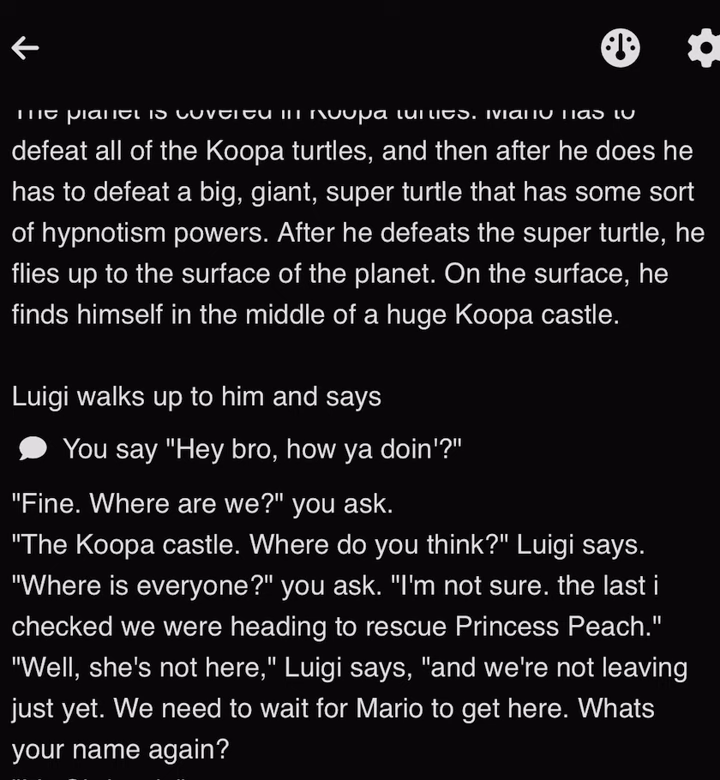 The planet is covered in Koopa turtles. Mario has to
defeat all of the Koopa turtles, and then after he does he
has to defeat a big, giant, super turtle that has some sort
of hypnotism powers. After he defeats the super turtle, he
flies up to the surface of the planet. On the surface, he
finds himself in the middle of a huge Koopa castle.
Luigi walks up to him and says
You say "Hey bro, how ya doin'?"
"Fine. Where are we?" you ask.
"The Koopa castle. Where do you think?" Luigi says.
"Where is everyone?" you ask. "I'm not sure. the last i
checked we were heading to rescue Princess Peach."
"Well, she's not here," Luigi says, "and we're not leaving
just yet. We need to wait for Mario to get here. Whats
your name again?